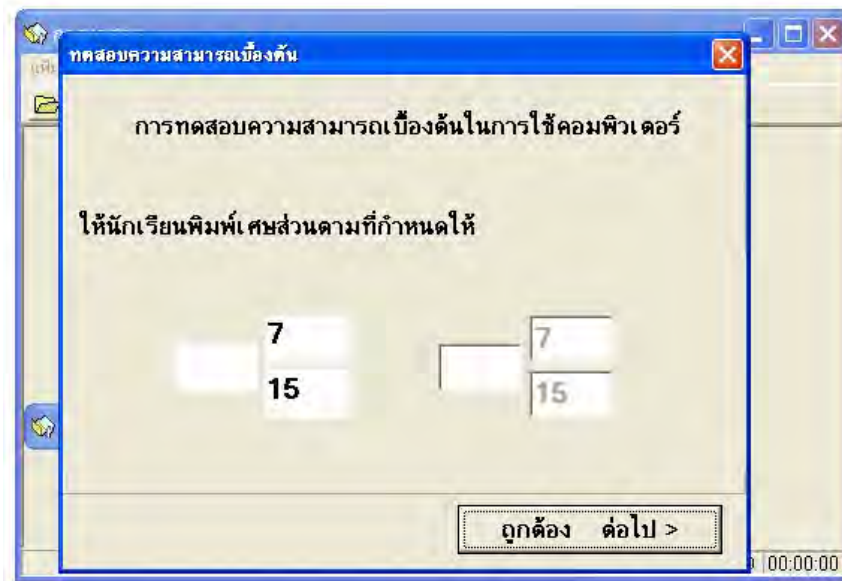 ทดสอบความสามารถเบื้องต้น
การทดสอบความสามารถเบื้องต้นในการใช้คอมพิวเตอร์
ให้นักเรียนพิมพ์เศษส่วนตามที่กำหนดให้
7 7
15 15
ถูกต้อง ต่อไป >
00:00:00